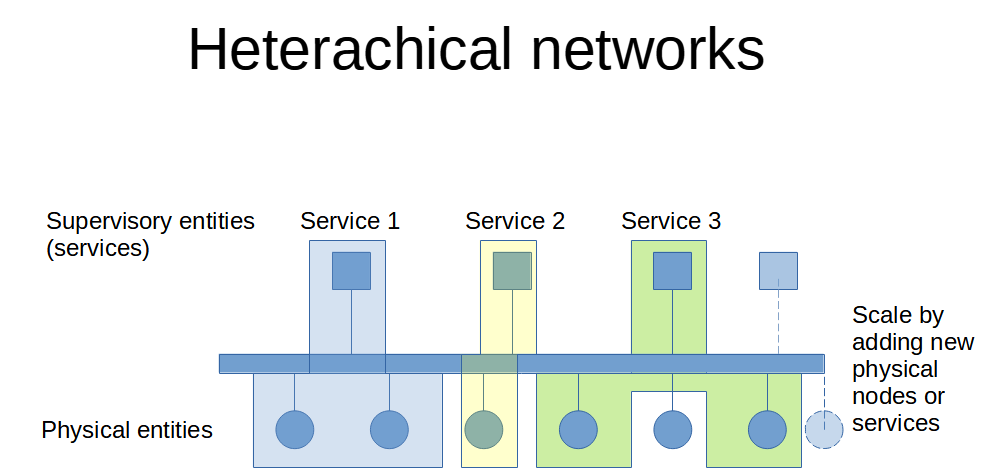 Heterachical networks
Supervisory entities
(services)
Service 1
Service 2
Service 3
Scale by
adding new
physical
nodes or
services
Physical entities